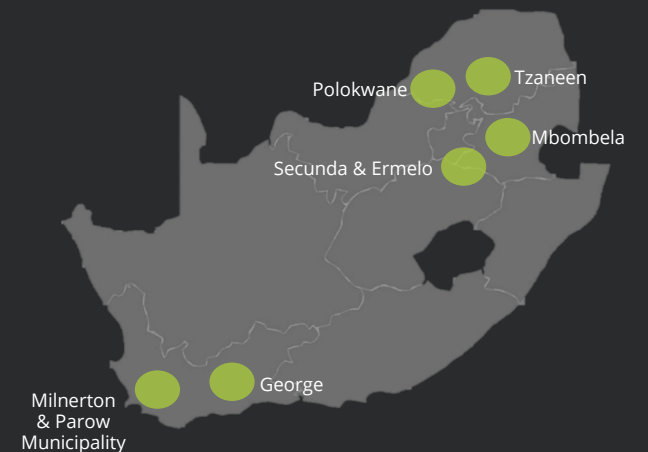 Tzaneen
Polokwane
Mbombela
Secunda & Ermelo
George
Milnerton
& Parow
Municipality